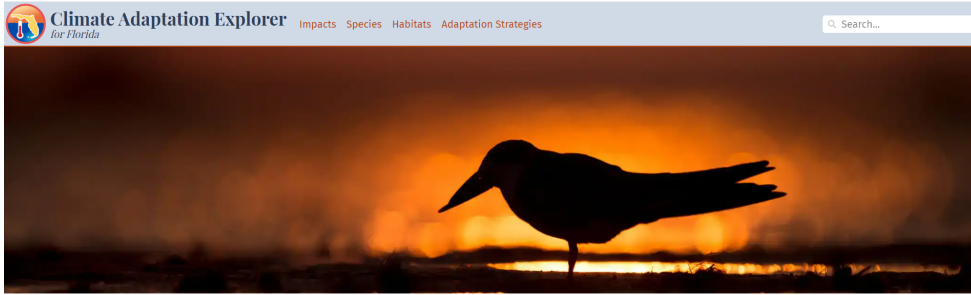 Climate Adaptation Explorer
for Florida
Impacts Species Habitats Adaptation Strategies
Search...